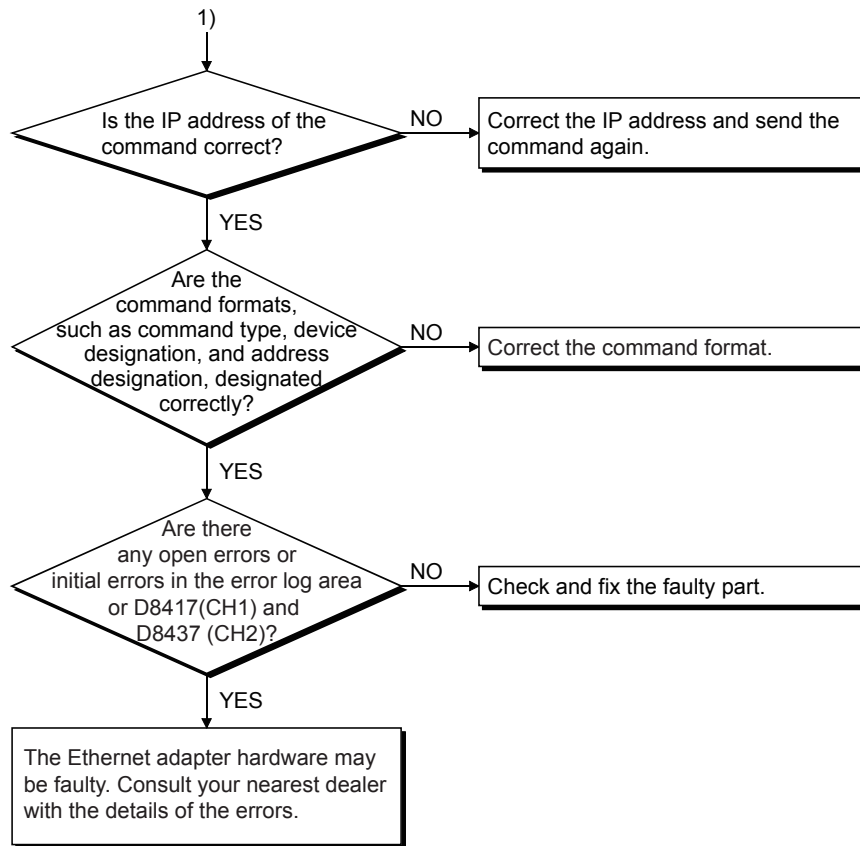 1)
Is the IP address of the
command correct?
NO
Correct the IP address and send the
command again.
YES
Are the
command formats,
such as command type, device
designation, and address
designation, designated
correctly?
NO
Correct the command format.
YES
Are there
any open errors or
initial errors in the error log area
or D8417(CH1) and
D8437 (CH2)?
NO
Check and fix the faulty part.
YES
The Ethernet adapter hardware may
be faulty. Consult your nearest dealer
with the details of the errors.